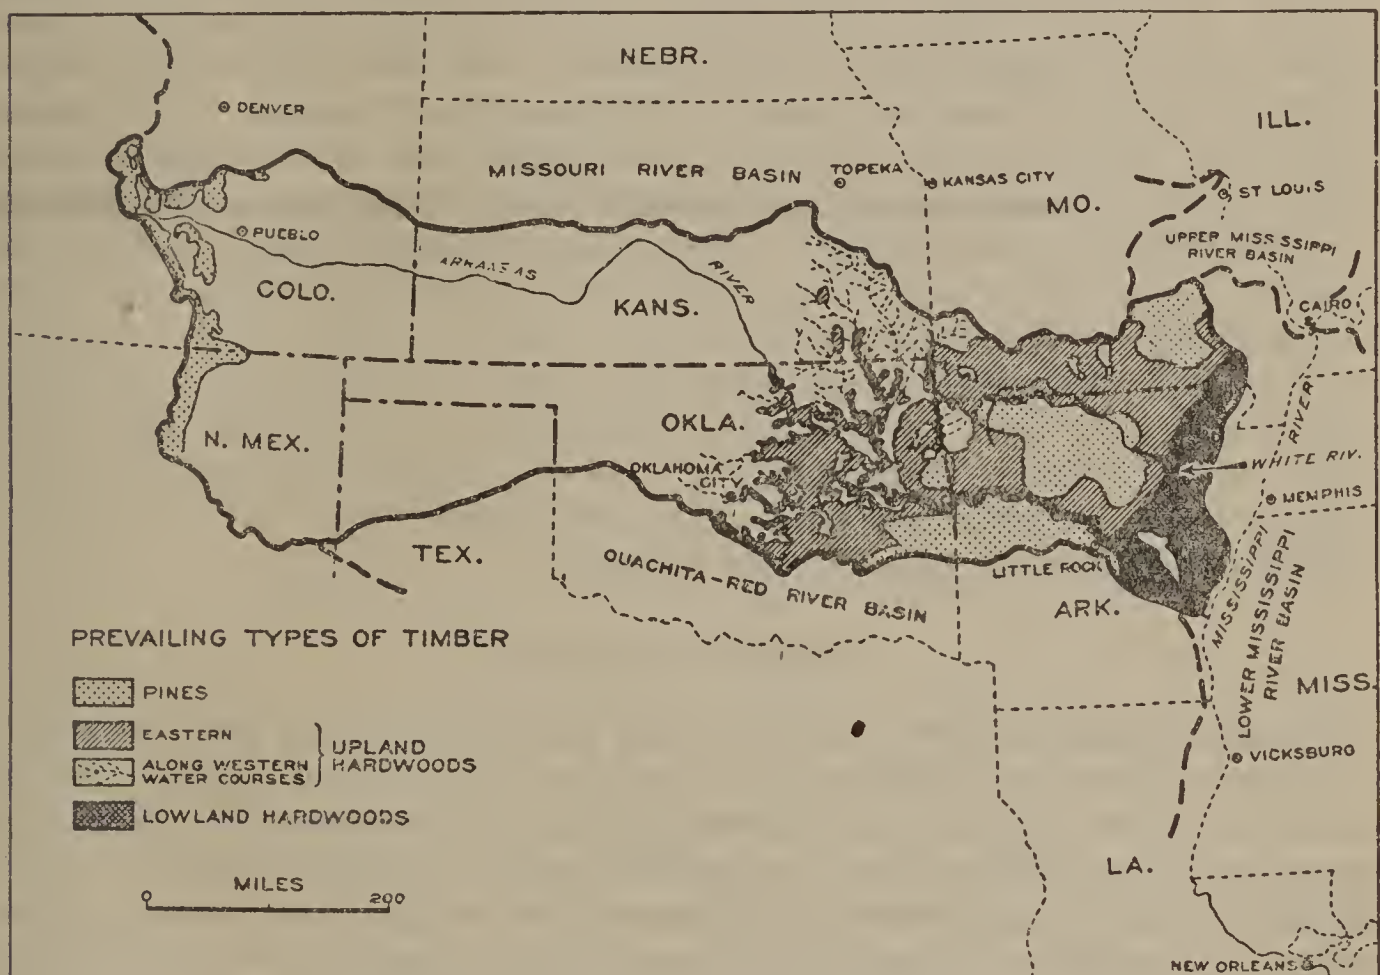 NEBR.
DENVER
ILL.
MISSOURI RIVER BASIN
TOPEKA
KANSAS CITY
ST LOUIS
MO.
PUEBLO
UPPER MISSISSIPPI
RIVER BASIN
ARKANSAS
RIVER
COLO.
KANS.
CAIRO
RIVER
OKLA.
N. MEX.
OKLAHOMA
CITY
WHITE RIV.
MEMPHIS
TEX.
OUACHITA-RED RIVER BASIN
LITTLE ROCK
ARK.
MISSISSIPPI
LOWER MISSISSIPPI
RIVER BASIN
MISS.
PREVAILING TYPES OF TIMBER
PINES
EASTERN
ALONG WESTERN
WATER COURSES
UPLAND
HARDWOODS
LOWLAND HARDWOODS
VICKSBURG
LA.
MILES
0 200
NEW ORLEANS